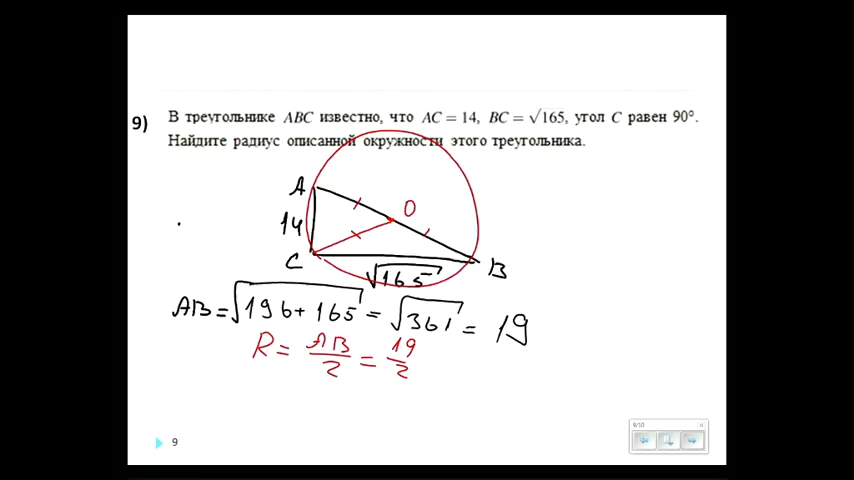 9) В треугольнике ABC известно, что AC = 14, BC = √165, угол C равен 90°.
Найдите радиус описанной окружности этого треугольника.
A
O
14
C
√165
B
AB = √196 + 165 = √361 = 19
R = AB/2 = 19/2
9
9/10